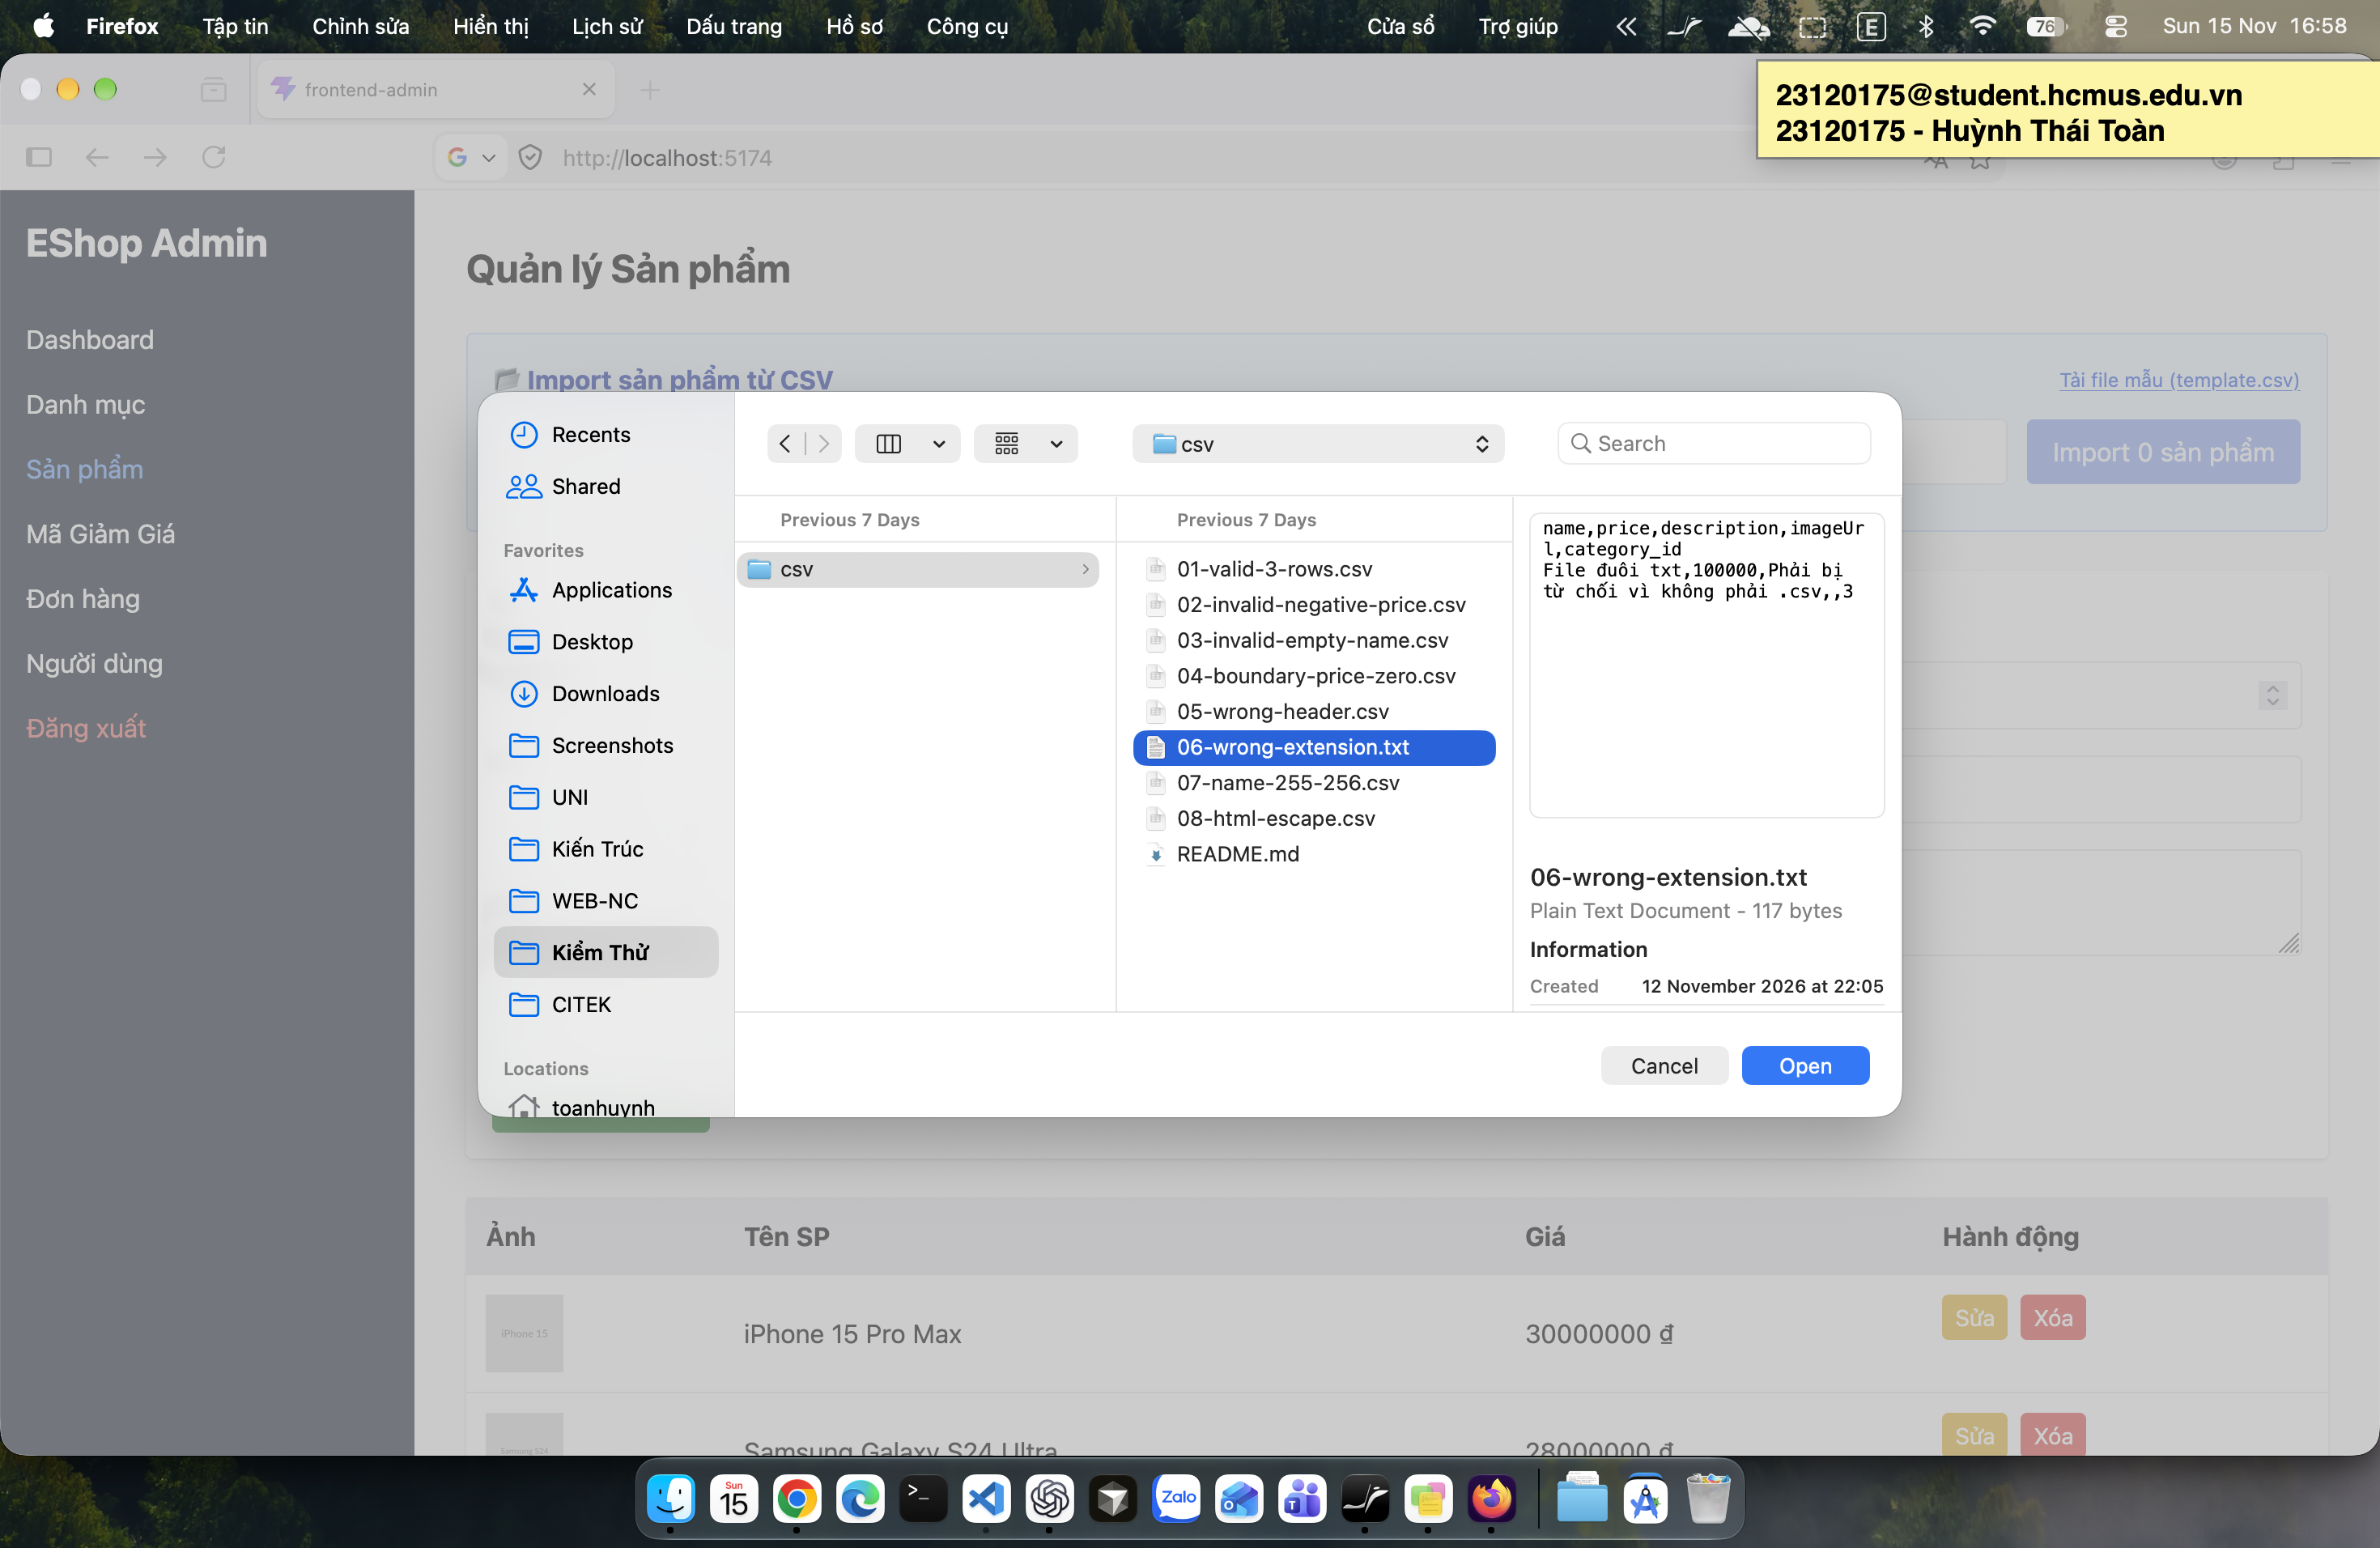 Firefox Tập tin Chỉnh sửa Hiển thị Lịch sử Dấu trang Hồ sơ Công cụ Cửa sổ Trợ giúp E 76 Sun 15 Nov 16:58
frontend-admin
23120175@student.hcmus.edu.vn
23120175 - Huỳnh Thái Toàn
http://localhost:5174
EShop Admin
Dashboard
Danh mục
Sản phẩm
Mã Giảm Giá
Đơn hàng
Người dùng
Đăng xuất
Quản lý Sản phẩm
Import sản phẩm từ CSV
Tải file mẫu (template.csv)
Import 0 sản phẩm
Recents
Shared
Favorites
Applications
Desktop
Downloads
Screenshots
UNI
Kiến Trúc
WEB-NC
Kiểm Thử
CITEK
Locations
toanhuynh
csv
Search
Previous 7 Days
csv
Previous 7 Days
01-valid-3-rows.csv
02-invalid-negative-price.csv
03-invalid-empty-name.csv
04-boundary-price-zero.csv
05-wrong-header.csv
06-wrong-extension.txt
07-name-255-256.csv
08-html-escape.csv
README.md
name,price,description,imageUr
l,category_id
File đuôi txt,100000,Phải bị
từ chối vì không phải .csv,,3
06-wrong-extension.txt
Plain Text Document - 117 bytes
Information
Created 12 November 2026 at 22:05
Cancel
Open
Ảnh Tên SP Giá Hành động
iPhone 15
iPhone 15 Pro Max 30000000 ₫ Sửa Xóa
Samsung S24
Samsung Galaxy S24 Ultra 28000000 ₫ Sửa Xóa
Sun
15
Zalo